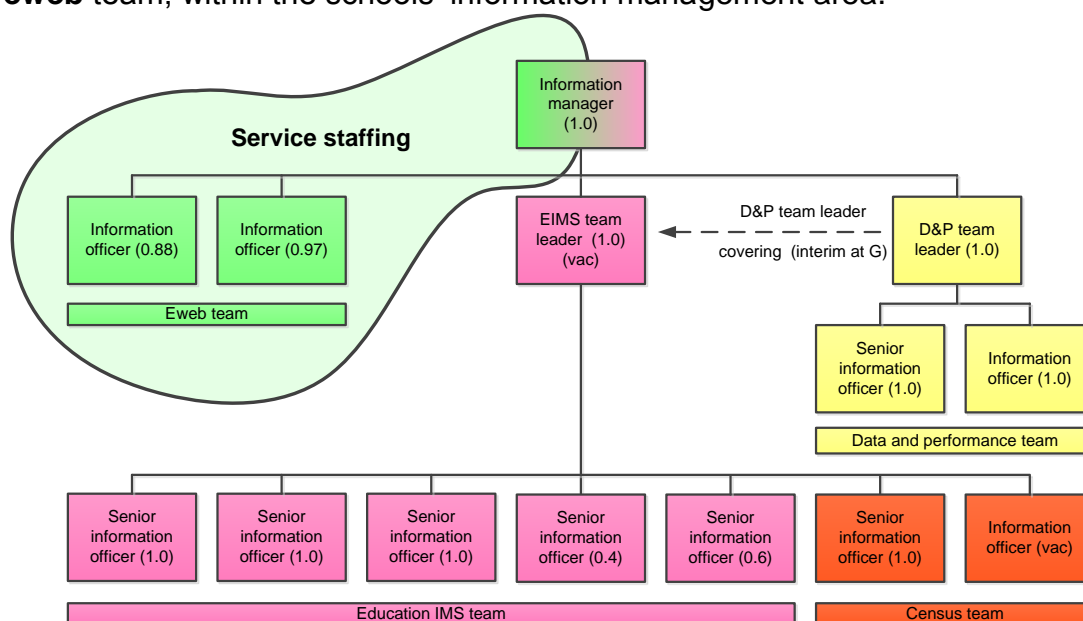 eweb team, within the schools' information management area.
Information
manager
(1.0)
Service staffing
Information
officer (0.88)
Information
officer (0.97)
EIMS team
leader (1.0)
(vac)
D&P team leader
covering (interim at G)
D&P team
leader (1.0)
Eweb team
Senior
information
officer (1.0)
Information
officer (1.0)
Data and performance team
Senior
information
officer (1.0)
Senior
information
officer (1.0)
Senior
information
officer (1.0)
Senior
information
officer (0.4)
Senior
information
officer (0.6)
Senior
information
officer (1.0)
Information
officer (vac)
Education IMS team
Census team